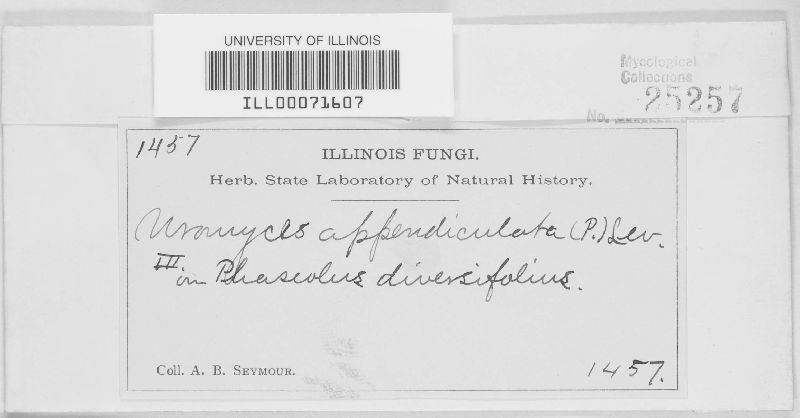 UNIVERSITY OF ILLINOIS
ILL00071607
Mycological
Collections
No. 25257
1457
ILLINOIS FUNGI.
Herb. State Laboratory of Natural History.
Uromyces appendiculata (P.) Lev.
III on Phaseolus diversifolius.
Coll. A. B. SEYMOUR.
1457.